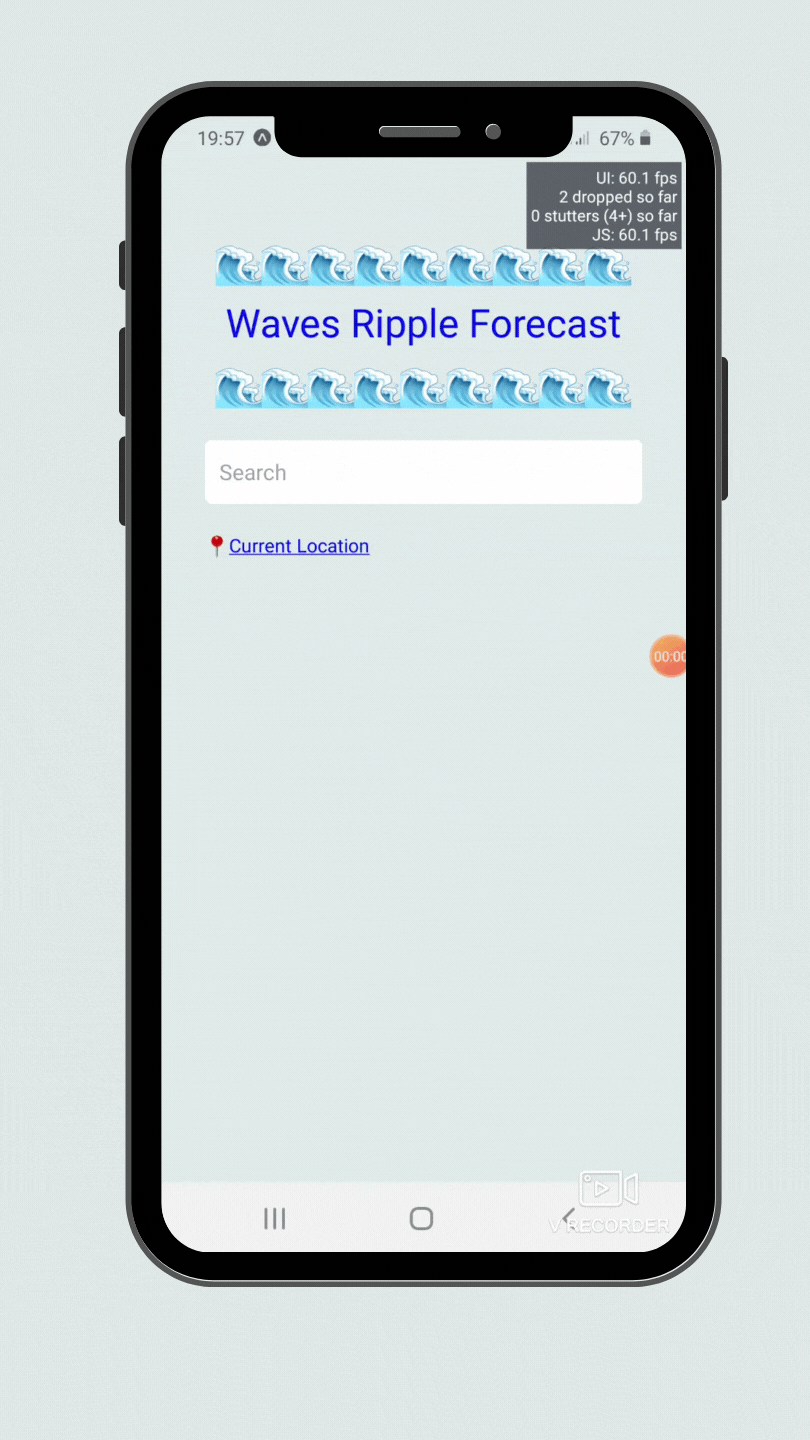 19:57
67%
UI: 60.1 fps
2 dropped so far
0 stutters (4+) so far
JS: 60.1 fps
Waves Ripple Forecast
Search
Current Location
00:00
V RECORDER